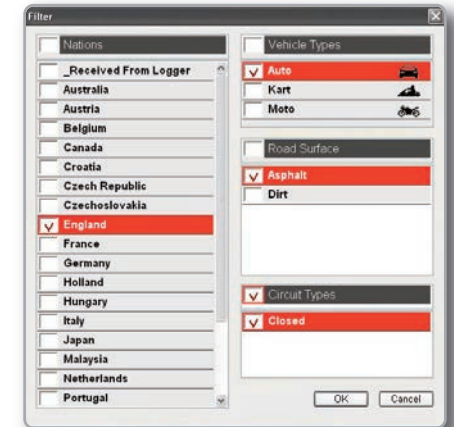 Filter
Nations
_Received From Logger
Australia
Austria
Belgium
Canada
Croatia
Czech Republic
Czechoslovakia
England
France
Germany
Holland
Hungary
Italy
Japan
Malaysia
Netherlands
Portugal
Vehicle Types
Auto
Kart
Moto
Road Surface
Asphalt
Dirt
Circuit Types
Closed
OK
Cancel